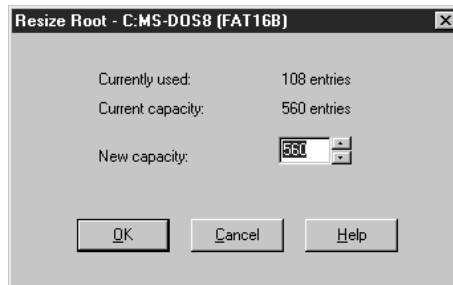 Resize Root - C:MS-DOS8 (FAT16B)
Currently used: 108 entries
Current capacity: 560 entries
New capacity: 560
OK Cancel Help